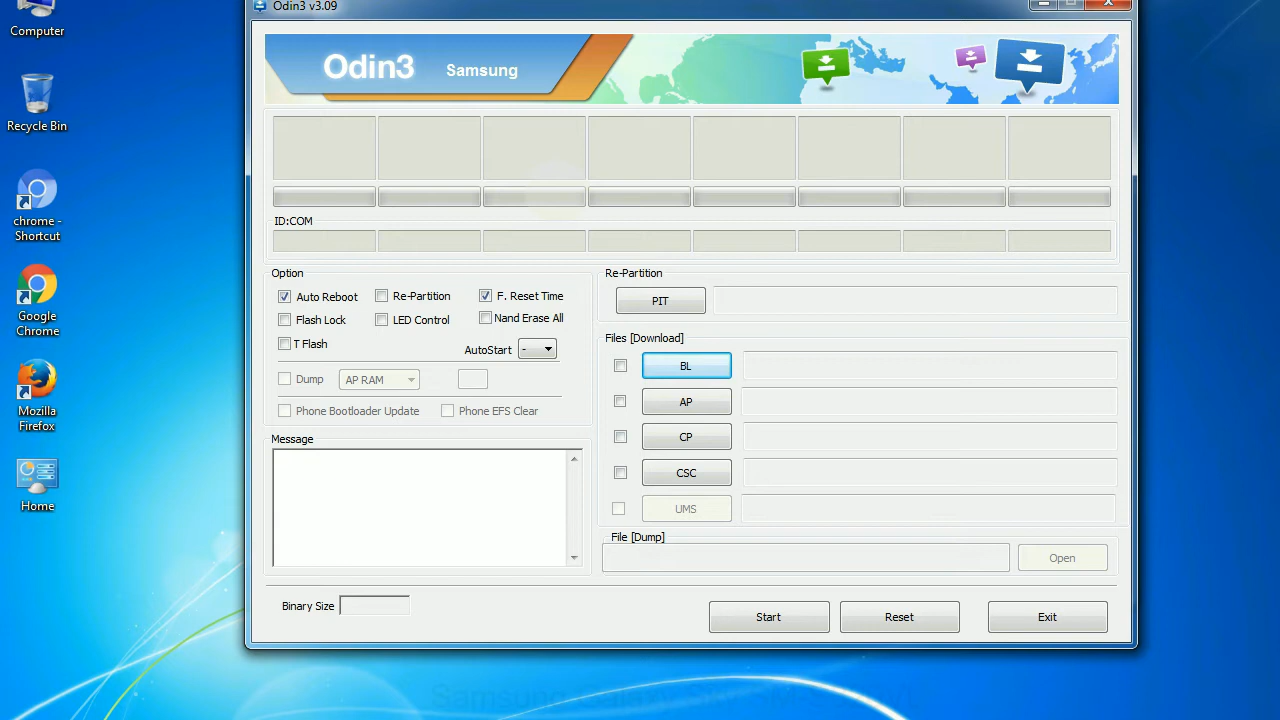 Odin3 v3.09
Computer
Recycle Bin
chrome -
Shortcut
Google
Chrome
Mozilla
Firefox
Home
Odin3 Samsung
ID:COM
Option
Auto Reboot Re-Partition F. Reset Time
Flash Lock LED Control Nand Erase All
T Flash AutoStart -
Dump AP RAM
Phone Bootloader Update Phone EFS Clear
Message
Re-Partition
PIT
Files [Download]
BL
AP
CP
CSC
UMS
File [Dump]
Open
Binary Size
Start Reset Exit
Samsung Galaxy